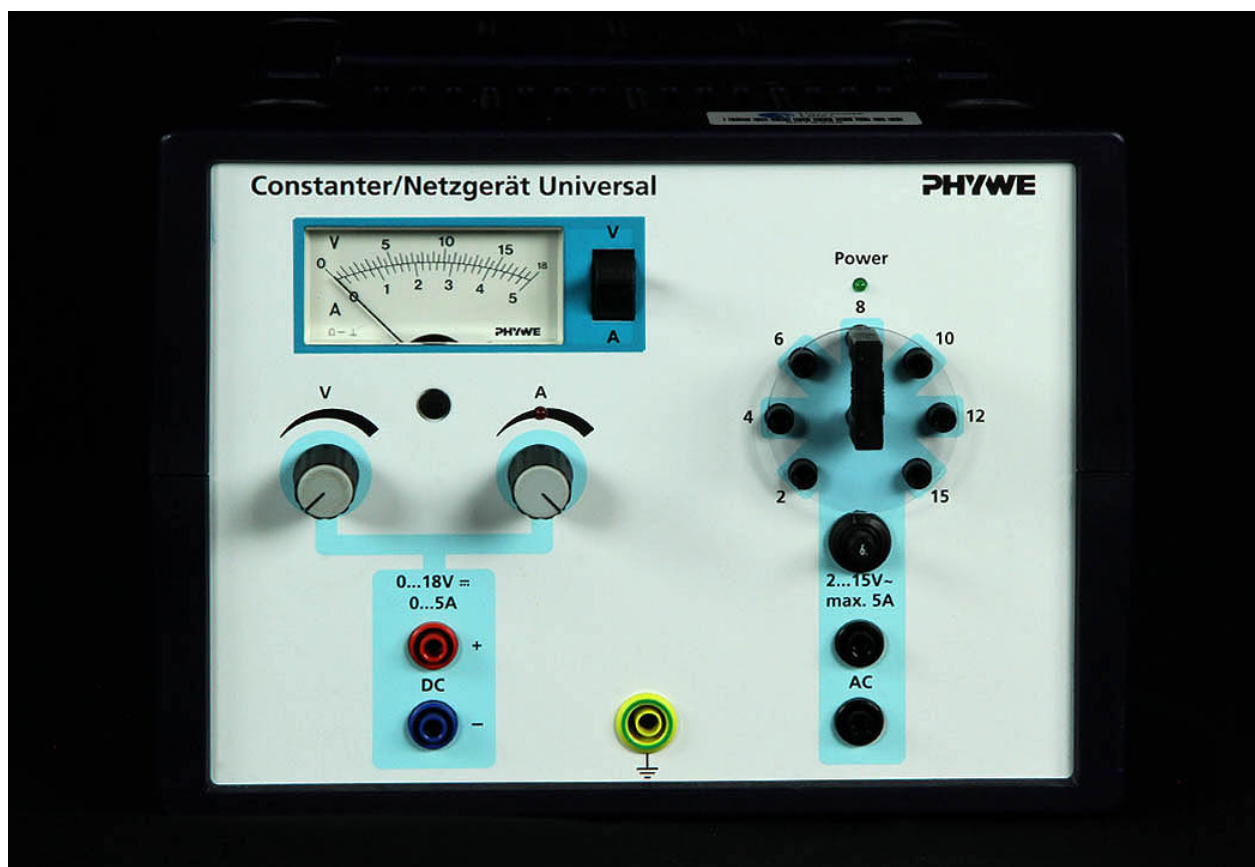 Constanter/Netzgerät Universal
PHYWE
V
0 5 10 15 18
0 1 2 3 4 5
A
PHYWE
V
A
Power
8
6 10
4 12
2 15
V
A
6.
0...18V
0...5A
+
DC
−
2...15V~
max. 5A
AC